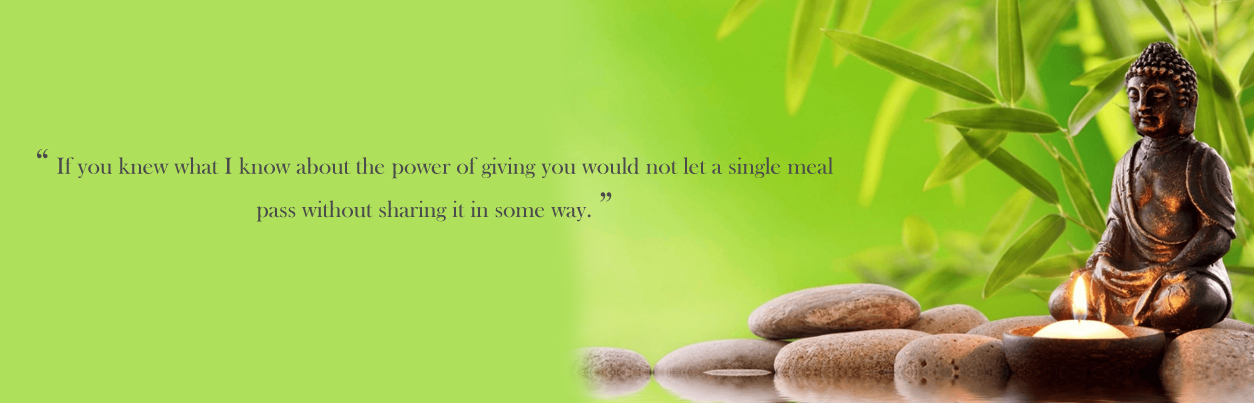 “ If you knew what I know about the power of giving you would not let a single meal
pass without sharing it in some way. ”